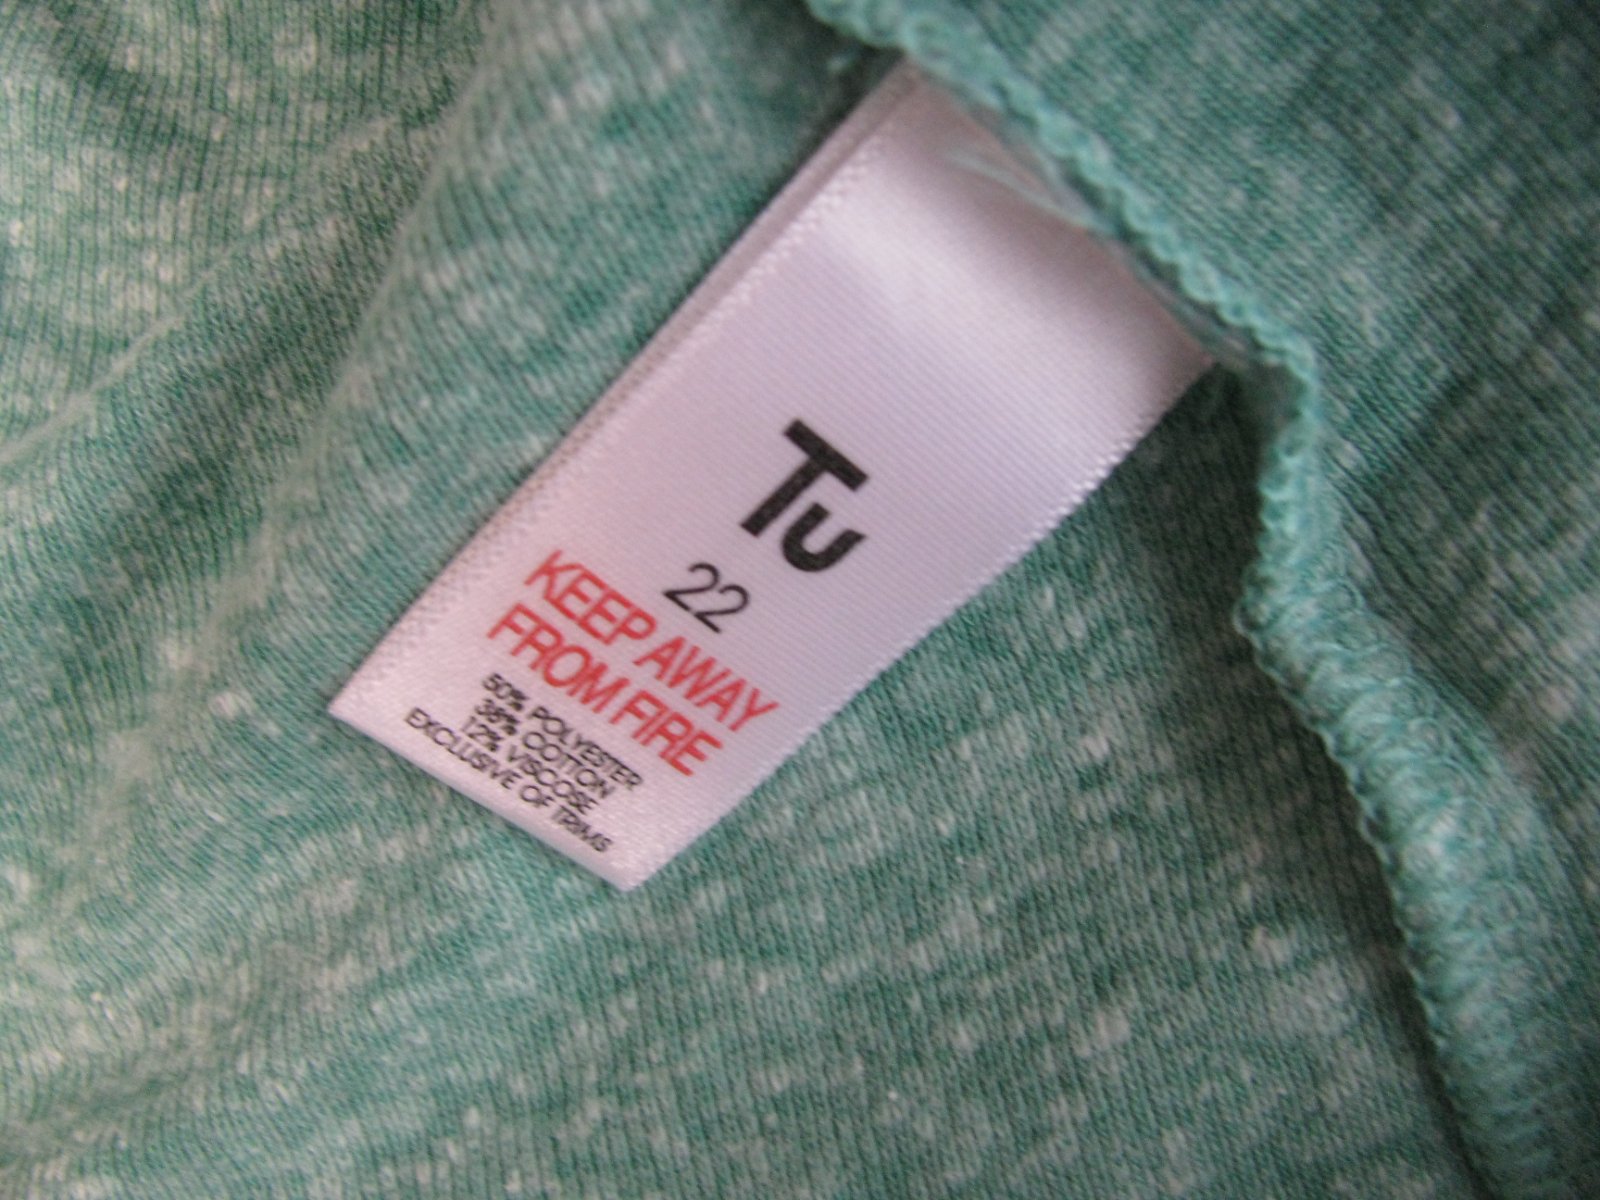 Tu
22
KEEP AWAY
FROM FIRE
50% POLYESTER
38% COTTON
12% VISCOSE
EXCLUSIVE OF TRIMS